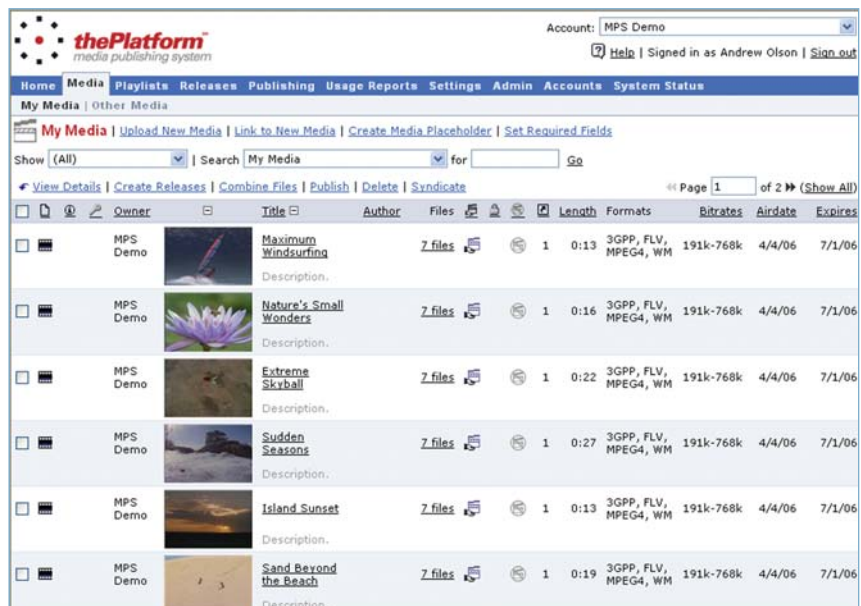 Account: MPS Demo
thePlatform™
media publishing system
Help | Signed in as Andrew Olson | Sign out
Home Media Playlists Releases Publishing Usage Reports Settings Admin Accounts System Status
My Media | Other Media
My Media | Upload New Media | Link to New Media | Create Media Placeholder | Set Required Fields
Show (All) | Search My Media for Go
View Details | Create Releases | Combine Files | Publish | Delete | Syndicate Page 1 of 2 (Show All)
Owner Title Author Files Length Formats Bitrates Airdate Expires
MPS Demo Maximum Windsurfing 7 files 1 0:13 3GPP, FLV, MPEG4, WM 191k-768k 4/4/06 7/1/06
Description.
MPS Demo Nature's Small Wonders 7 files 1 0:16 3GPP, FLV, MPEG4, WM 191k-768k 4/4/06 7/1/06
Description.
MPS Demo Extreme Skyball 7 files 1 0:22 3GPP, FLV, MPEG4, WM 191k-768k 4/4/06 7/1/06
Description.
MPS Demo Sudden Seasons 7 files 1 0:27 3GPP, FLV, MPEG4, WM 191k-768k 4/4/06 7/1/06
Description.
MPS Demo Island Sunset 7 files 1 0:13 3GPP, FLV, MPEG4, WM 191k-768k 4/4/06 7/1/06
Description.
MPS Demo Sand Beyond the Beach 7 files 1 0:19 3GPP, FLV, MPEG4, WM 191k-768k 4/4/06 7/1/06
Description.